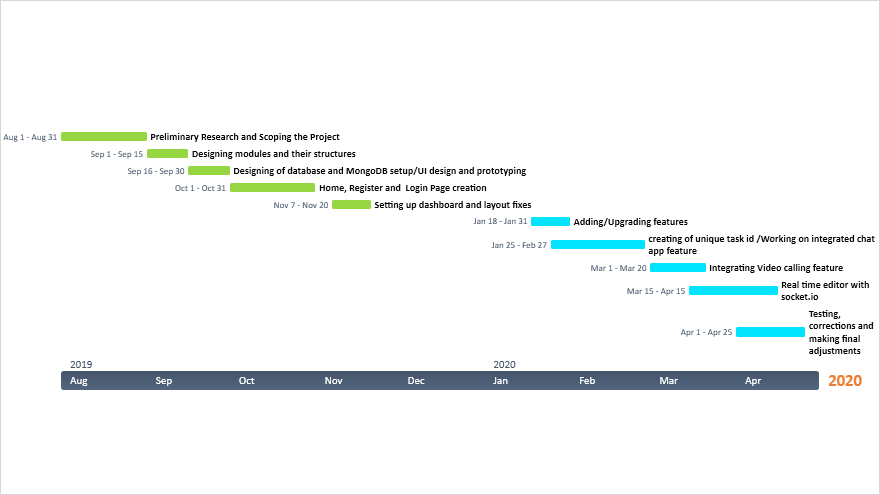 Aug 1 - Aug 31 Preliminary Research and Scoping the Project
Sep 1 - Sep 15 Designing modules and their structures
Sep 16 - Sep 30 Designing of database and MongoDB setup/UI design and prototyping
Oct 1 - Oct 31 Home, Register and Login Page creation
Nov 7 - Nov 20 Setting up dashboard and layout fixes
Jan 18 - Jan 31 Adding/Upgrading features
Jan 25 - Feb 27 creating of unique task id /Working on integrated chat
app feature
Mar 1 - Mar 20 Integrating Video calling feature
Mar 15 - Apr 15 Real time editor with
socket.io
Apr 1 - Apr 25 Testing,
corrections and
making final
adjustments
2019 2020
Aug Sep Oct Nov Dec Jan Feb Mar Apr 2020